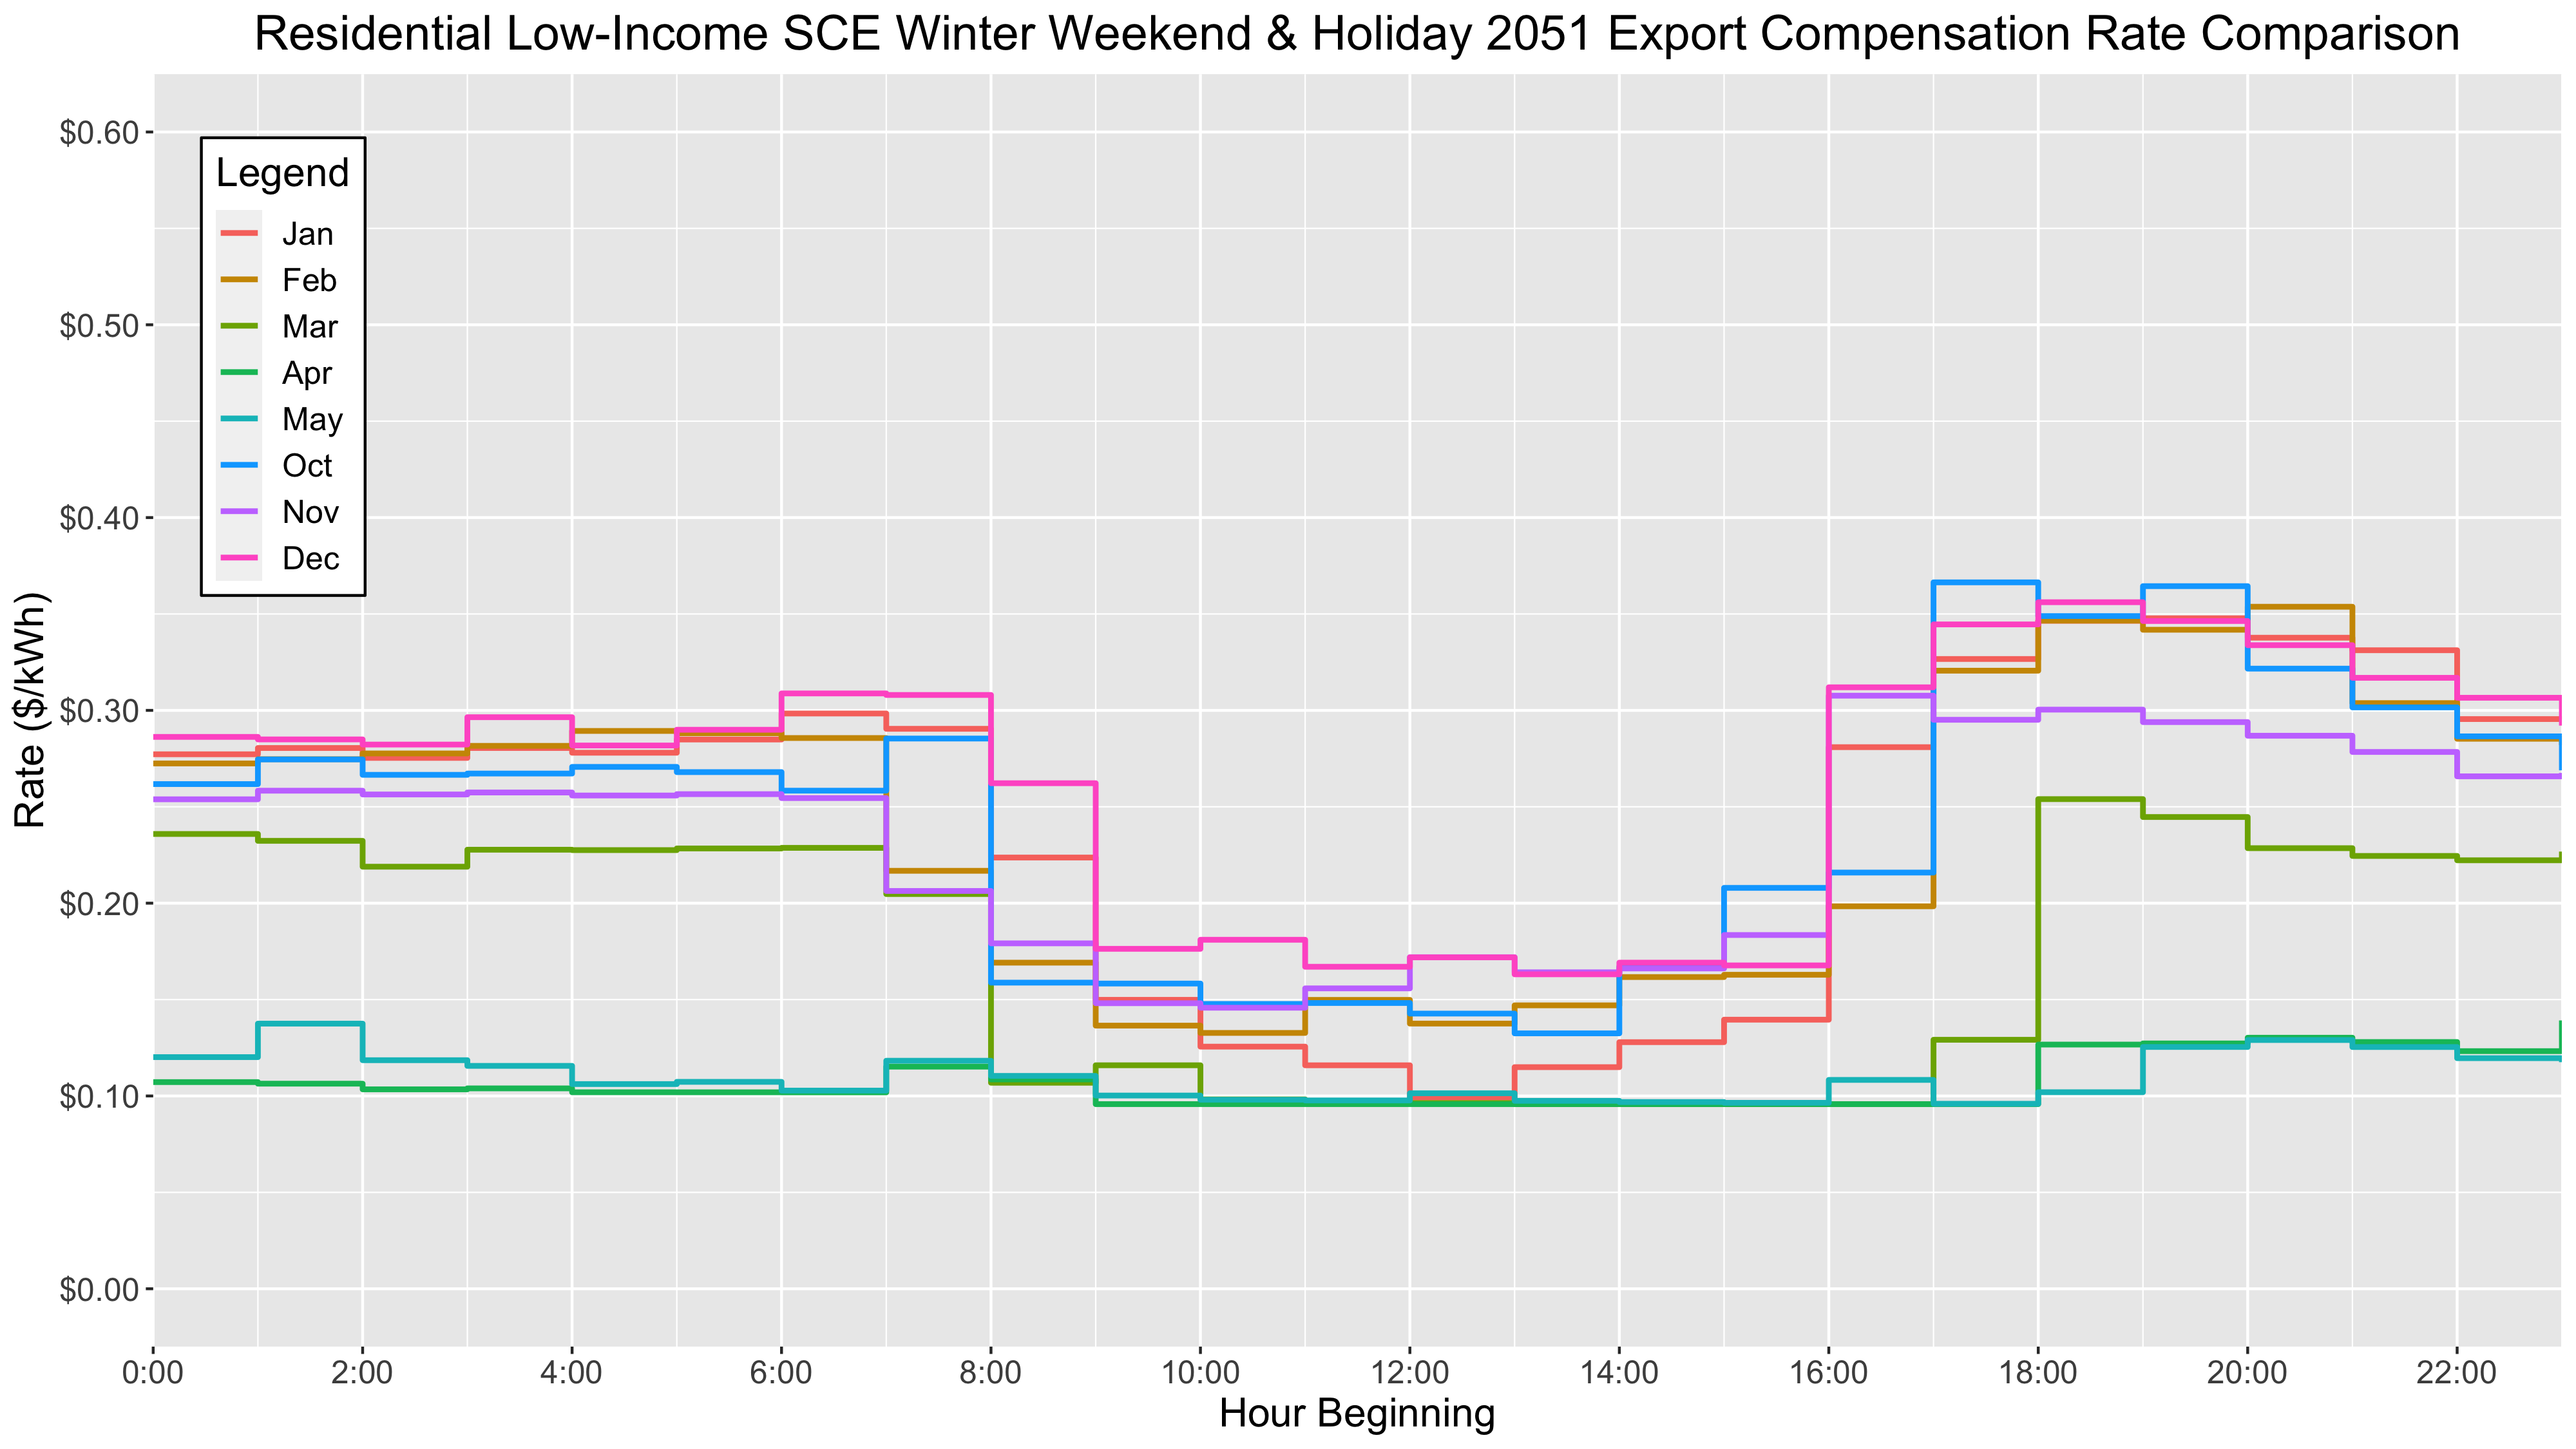 Residential Low-Income SCE Winter Weekend & Holiday 2051 Export Compensation Rate Comparison
Rate ($/kWh)
$0.60
$0.50
$0.40
$0.30
$0.20
$0.10
$0.00
Legend
Jan
Feb
Mar
Apr
May
Oct
Nov
Dec
0:00 2:00 4:00 6:00 8:00 10:00 12:00 14:00 16:00 18:00 20:00 22:00
Hour Beginning